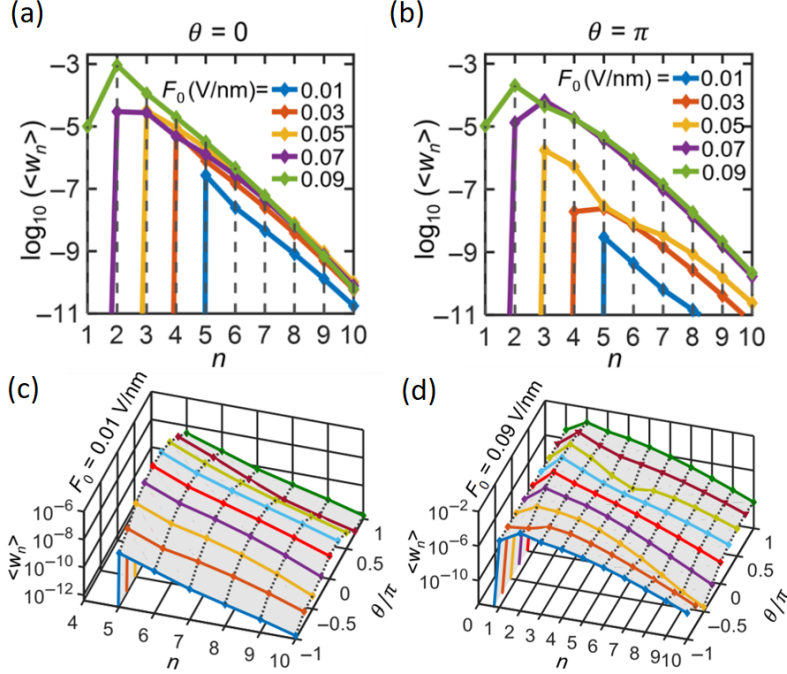 (a)
θ = 0
−3
−5
−7
−9
−11
log10 (<wn>)
F0 (V/nm)=
0.01
0.03
0.05
0.07
0.09
1 2 3 4 5 6 7 8 9 10
n
(b)
θ = π
−3
−5
−7
−9
−11
log10 (<wn>)
F0 (V/nm) =
0.01
0.03
0.05
0.07
0.09
1 2 3 4 5 6 7 8 9 10
n
(c)
F0 = 0.01 V/nm
10−6
10−8
10−10
10−12
<wn>
4 5 6 7 8 9 10
n
−1
−0.5
0
0.5
1
θ/π
(d)
F0 = 0.09 V/nm
10−2
10−6
10−10
<wn>
0 1 2 3 4 5 6 7 8 9 10
n
−1
−0.5
0
0.5
1
θ/π